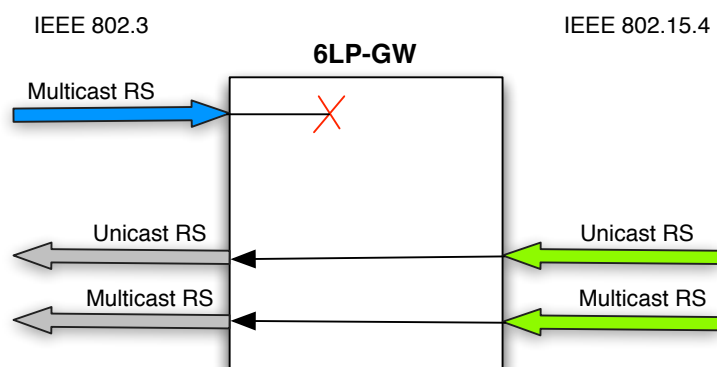 IEEE 802.3
IEEE 802.15.4
6LP-GW
Multicast RS
Unicast RS
Unicast RS
Multicast RS
Multicast RS